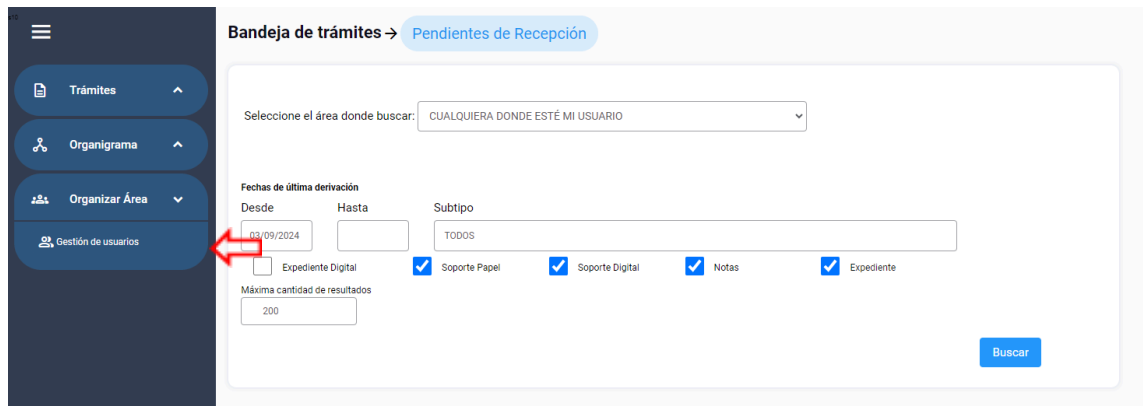 Bandeja de trámites → Pendientes de Recepción
Trámites
Organigrama
Organizar Área
Gestión de usuarios
Seleccione el área donde buscar: CUALQUIERA DONDE ESTÉ MI USUARIO
Fechas de última derivación
Desde Hasta Subtipo
03/09/2024 TODOS
Expediente Digital Soporte Papel Soporte Digital Notas Expediente
Máxima cantidad de resultados
200
Buscar